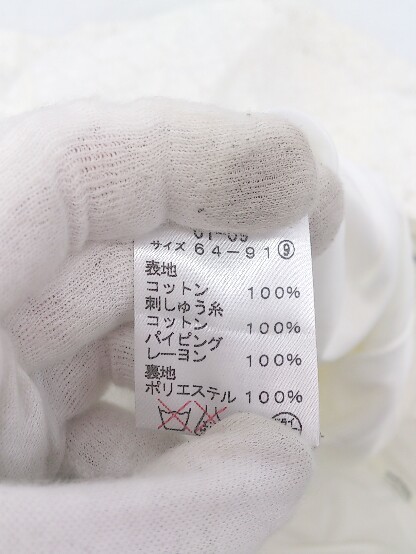 サイズ 64-91 ⑨
表地
コットン 100%
刺しゅう糸
コットン 100%
パイピング
レーヨン 100%
裏地
ポリエステル 100%